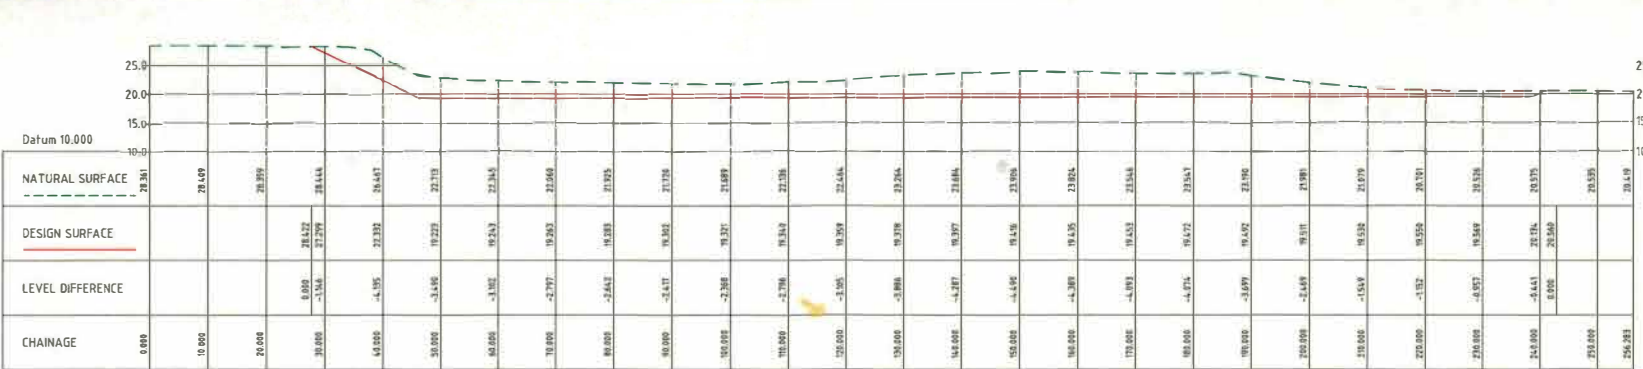 25.0
20.0
15.0
Datum 10.000
10.0
NATURAL SURFACE 28.361 28.409 28.399 28.446 26.467 22.713 22.345 22.060 21.925 21.720 21.689 22.136 22.464 23.264 23.684 23.906 23.824 23.546 23.547 23.190 21.981 21.079 20.701 20.526 20.575 20.535 20.419
DESIGN SURFACE 28.422 27.299 22.332 19.223 19.243 19.263 19.283 19.302 19.321 19.340 19.359 19.378 19.397 19.416 19.435 19.453 19.472 19.492 19.511 19.530 19.550 19.569 20.134 20.560
LEVEL DIFFERENCE 0.000 -1.146 -4.135 -3.490 -3.102 -2.797 -2.642 -2.417 -2.368 -2.796 -3.105 -3.886 -4.287 -4.490 -4.389 -4.093 -4.074 -3.699 -2.469 -1.549 -1.152 -0.957 -0.441 0.000
CHAINAGE 0.000 10.000 20.000 30.000 40.000 50.000 60.000 70.000 80.000 90.000 100.000 110.000 120.000 130.000 140.000 150.000 160.000 170.000 180.000 190.000 200.000 210.000 220.000 230.000 240.000 250.000 256.283